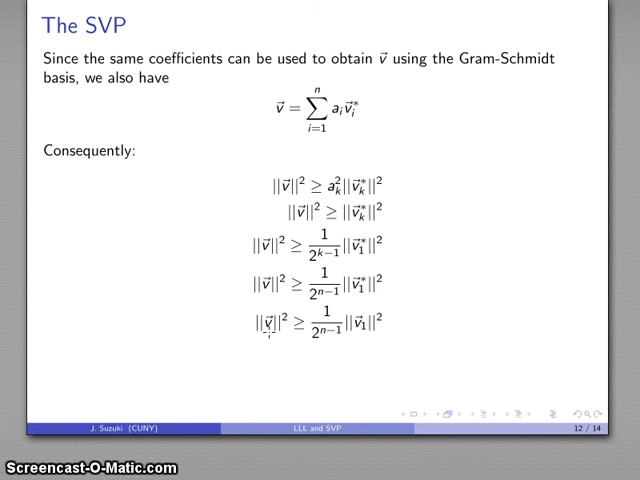 The SVP
Since the same coefficients can be used to obtain v⃗ using the Gram-Schmidt
basis, we also have
v⃗ = ∑_{i=1}^{n} a_i v⃗_i^*
Consequently:
||v⃗||² ≥ a_k² ||v⃗_k^*||²
||v⃗||² ≥ ||v⃗_k^*||²
||v⃗||² ≥ \frac{1}{2^{k−1}} ||v⃗_1^*||²
||v⃗||² ≥ \frac{1}{2^{n−1}} ||v⃗_1^*||²
||v⃗||² ≥ \frac{1}{2^{n−1}} ||v⃗_1||²
J. Suzuki (CUNY) LLL and SVP 12 / 14
Screencast-O-Matic.com